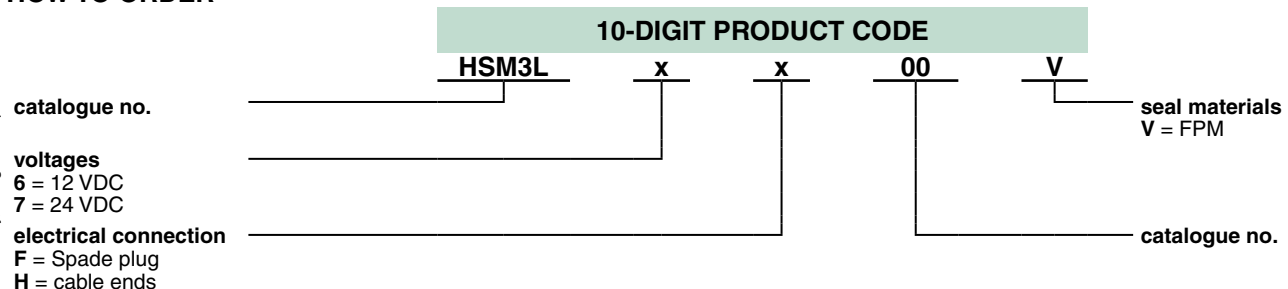 HOW TO ORDER
10-DIGIT PRODUCT CODE
HSM3L x x 00 V
catalogue no.
voltages
6 = 12 VDC
7 = 24 VDC
electrical connection
F = Spade plug
H = cable ends
seal materials
V = FPM
catalogue no.